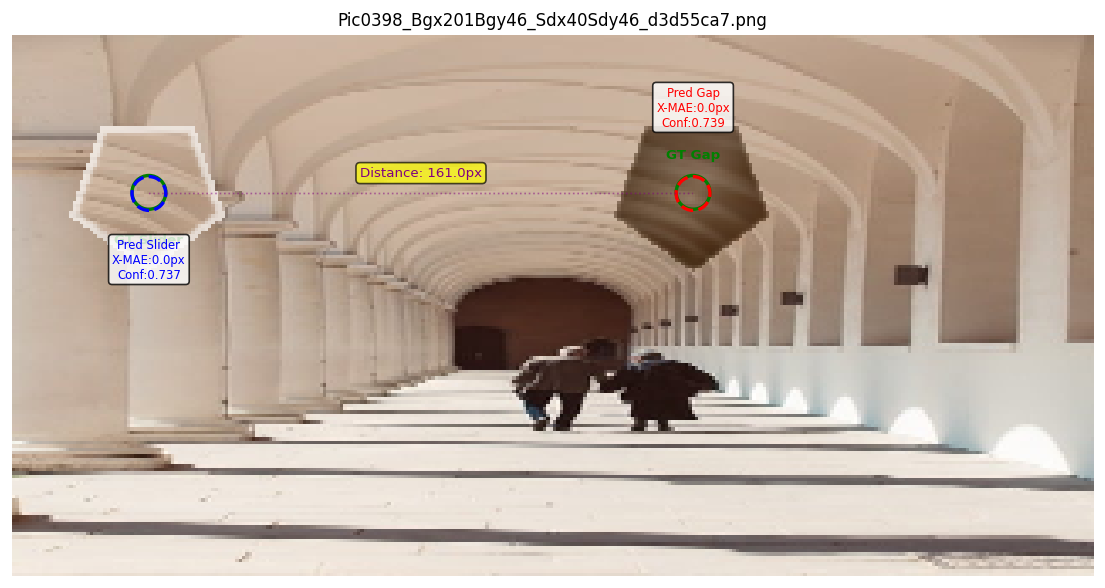 Pic0398_Bgx201Bgy46_Sdx40Sdy46_d3d55ca7.png
Pred Gap
X-MAE:0.0px
Conf:0.739
GT Gap
Distance: 161.0px
Pred Slider
X-MAE:0.0px
Conf:0.737